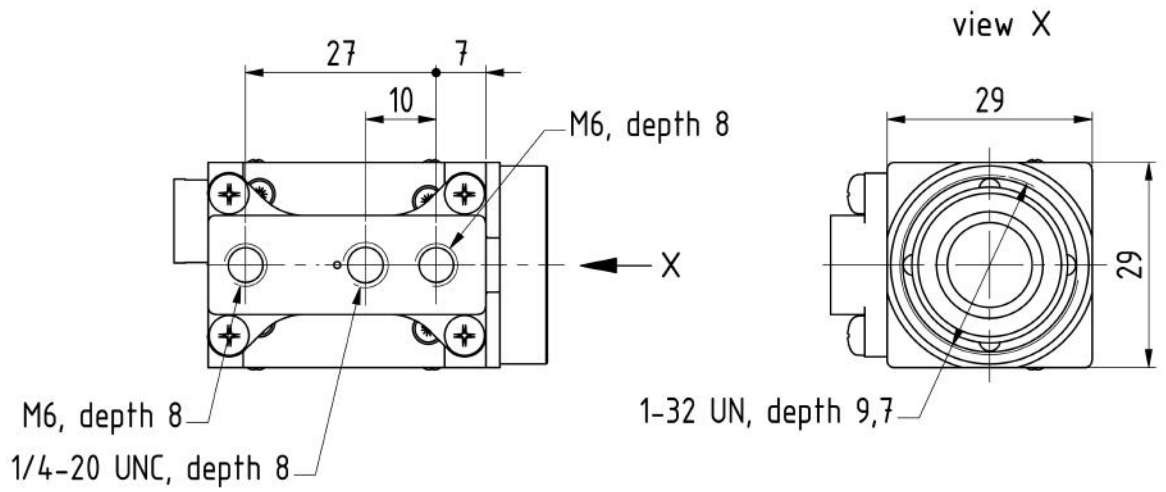 view X
27
7
10
29
M6, depth 8
X
29
M6, depth 8
1-32 UN, depth 9,7
1/4-20 UNC, depth 8